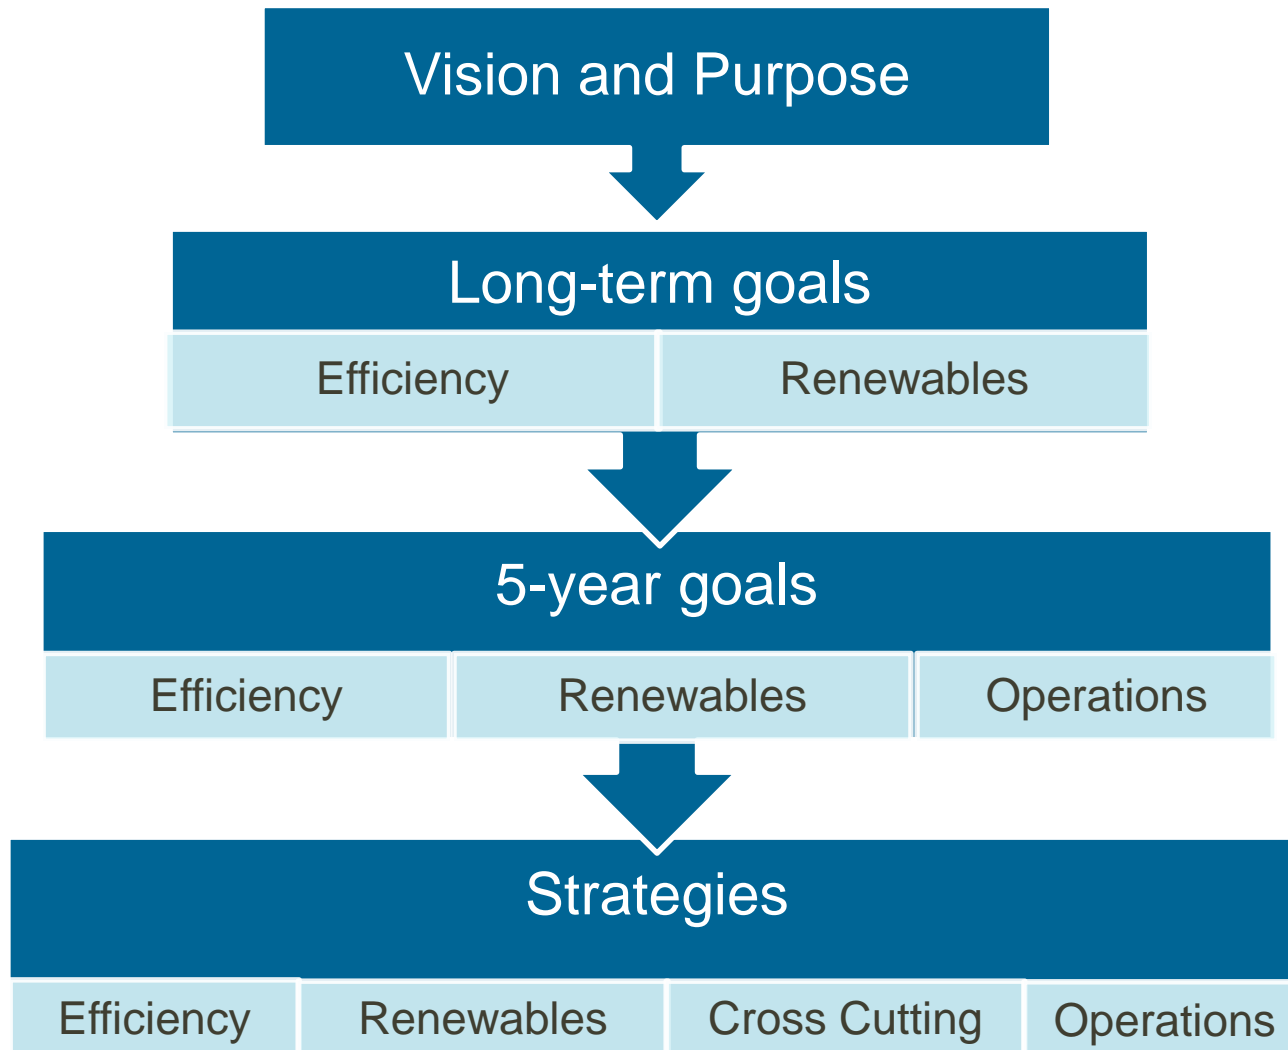 Vision and Purpose
Long-term goals
Efficiency
Renewables
5-year goals
Efficiency
Renewables
Operations
Strategies
Efficiency
Renewables
Cross Cutting
Operations